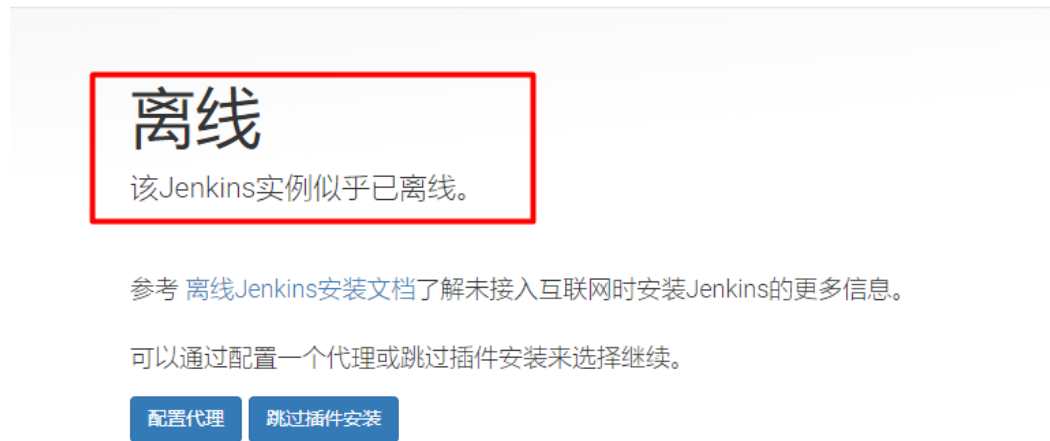 离线
该Jenkins实例似乎已离线。
参考 离线Jenkins安装文档了解未接入互联网时安装Jenkins的更多信息。
可以通过配置一个代理或跳过插件安装来选择继续。
配置代理 跳过插件安装